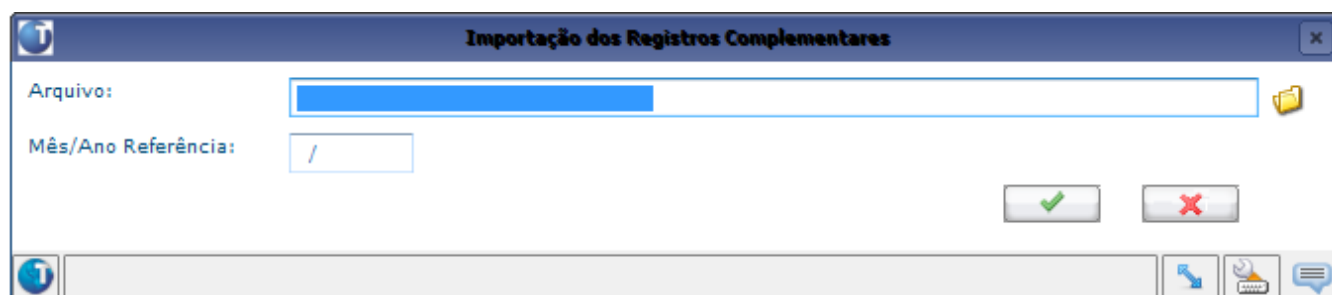 Importação dos Registros Complementares
Arquivo:
Mês/Ano Referência:
/